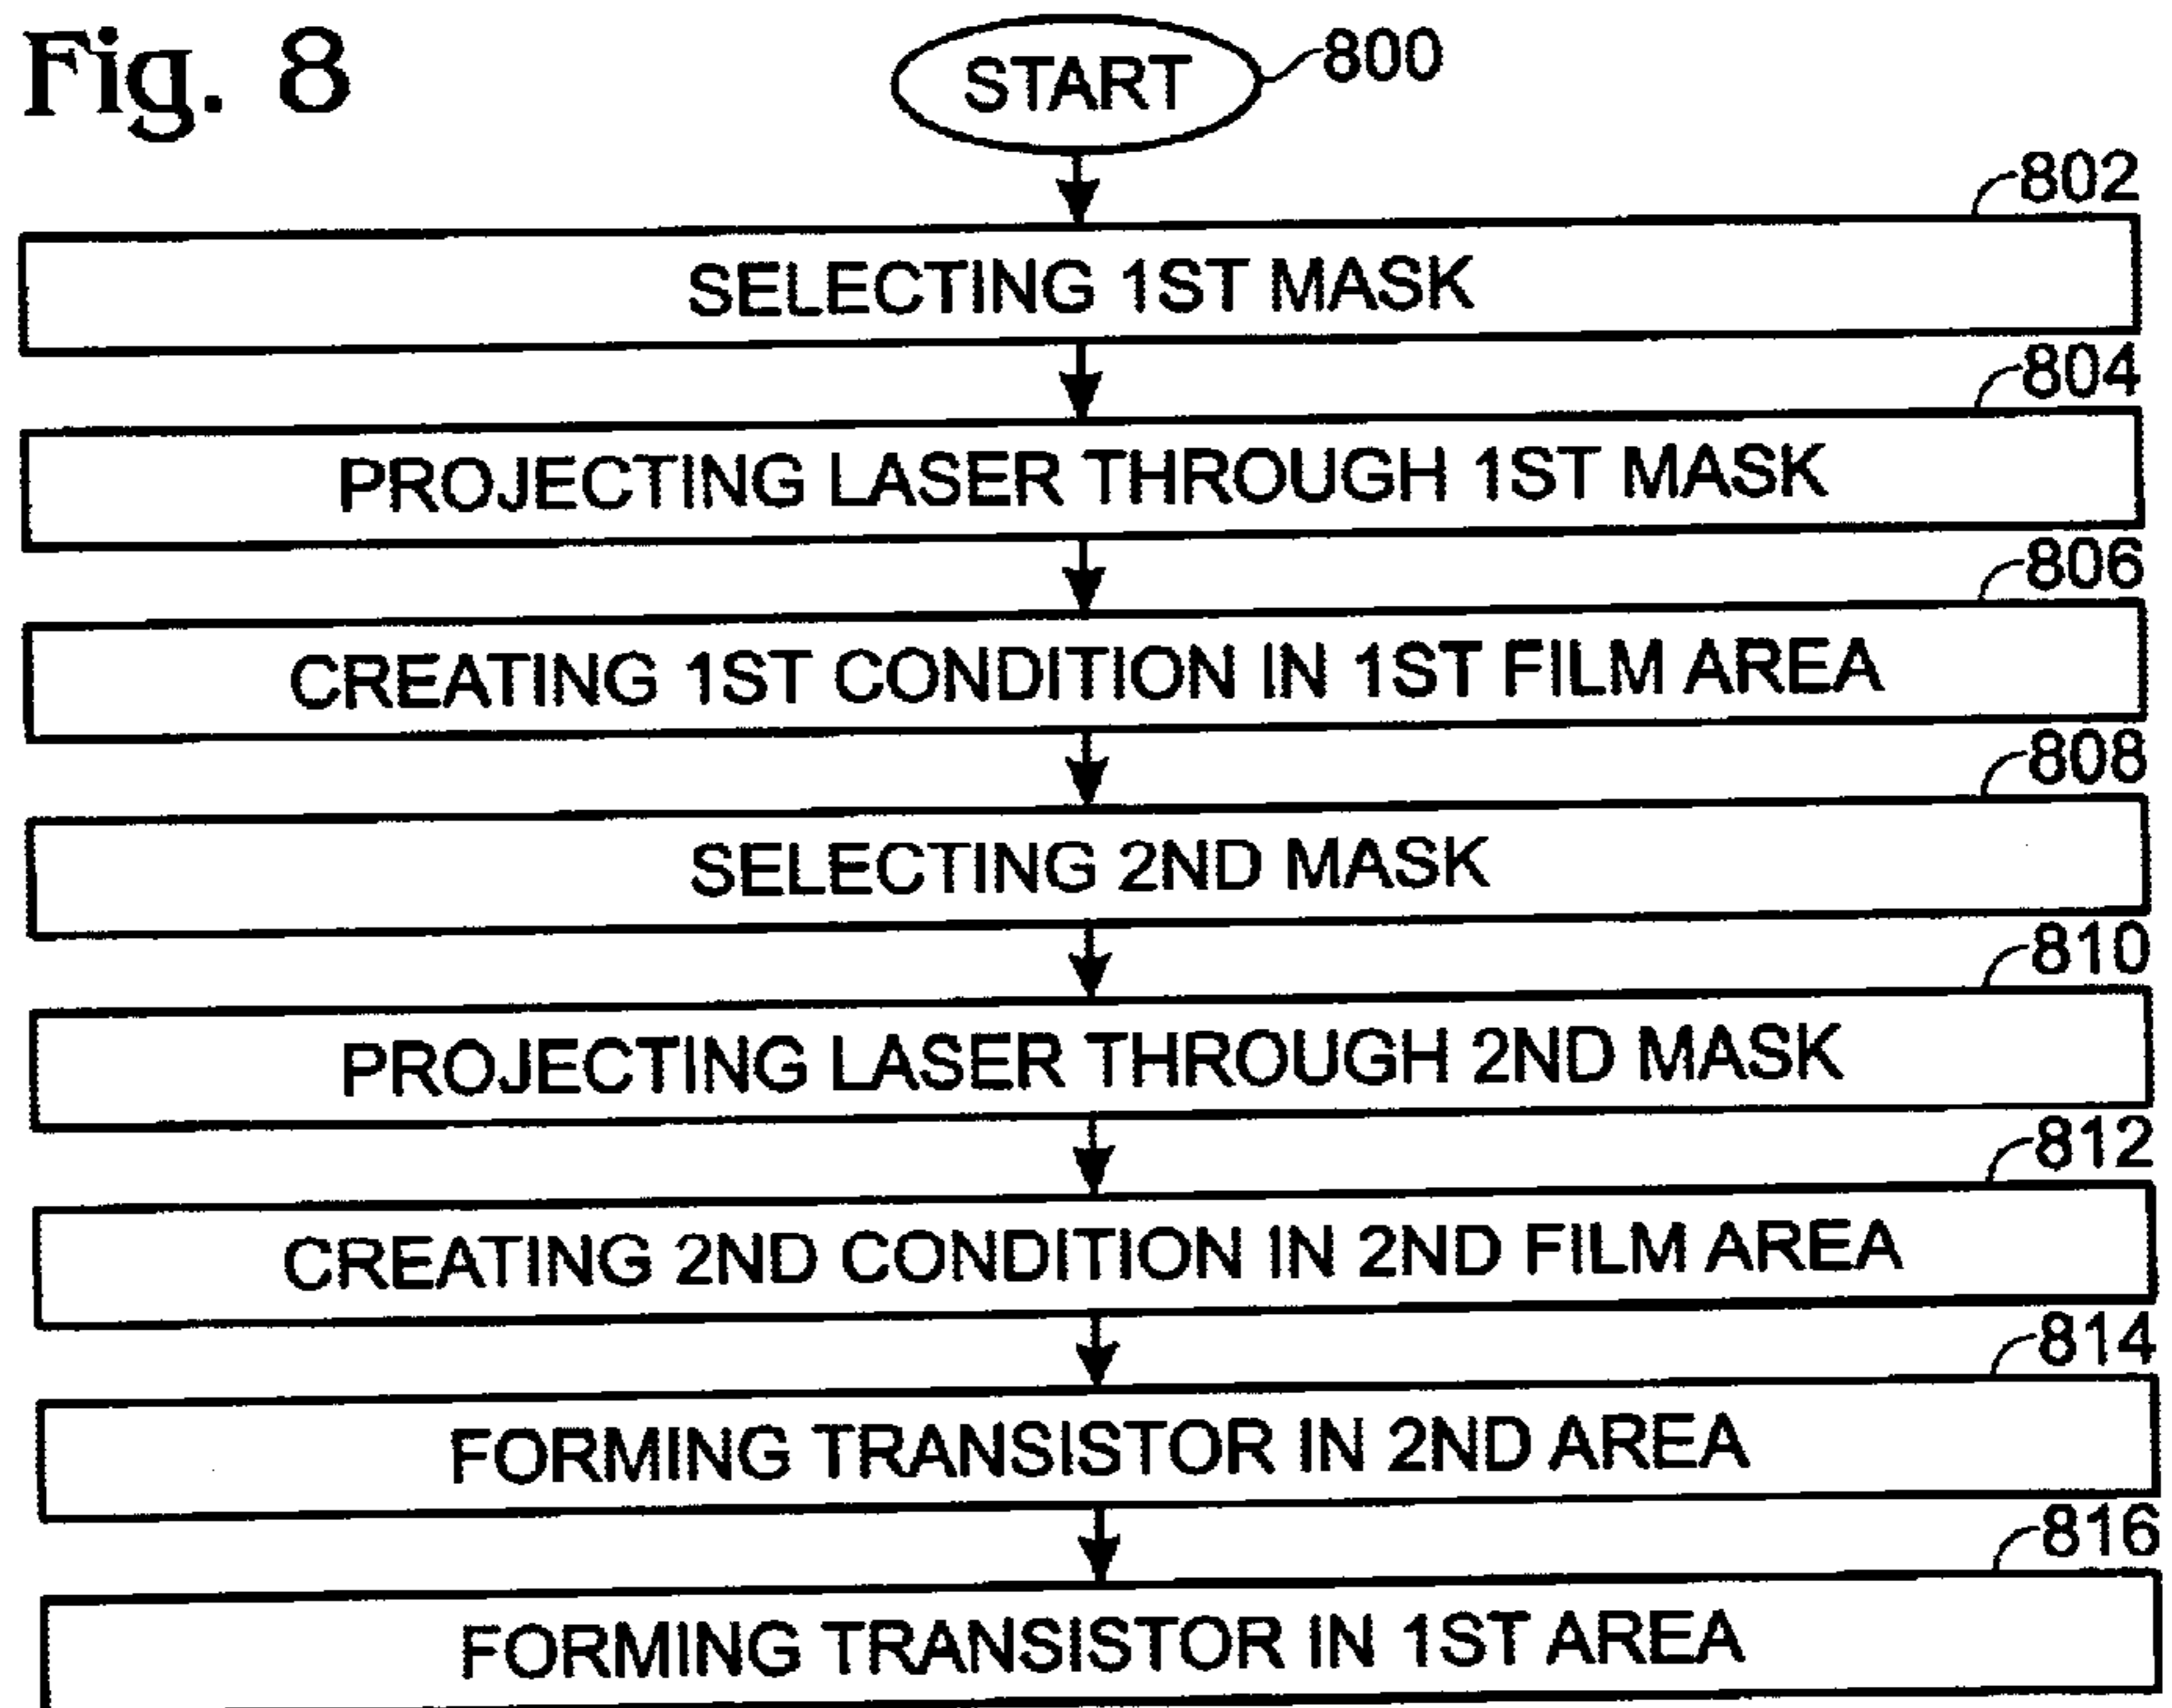 Fig. 8
START
800
802
SELECTING 1ST MASK
804
PROJECTING LASER THROUGH 1ST MASK
806
CREATING 1ST CONDITION IN 1ST FILM AREA
808
SELECTING 2ND MASK
810
PROJECTING LASER THROUGH 2ND MASK
812
CREATING 2ND CONDITION IN 2ND FILM AREA
814
FORMING TRANSISTOR IN 2ND AREA
816
FORMING TRANSISTOR IN 1ST AREA